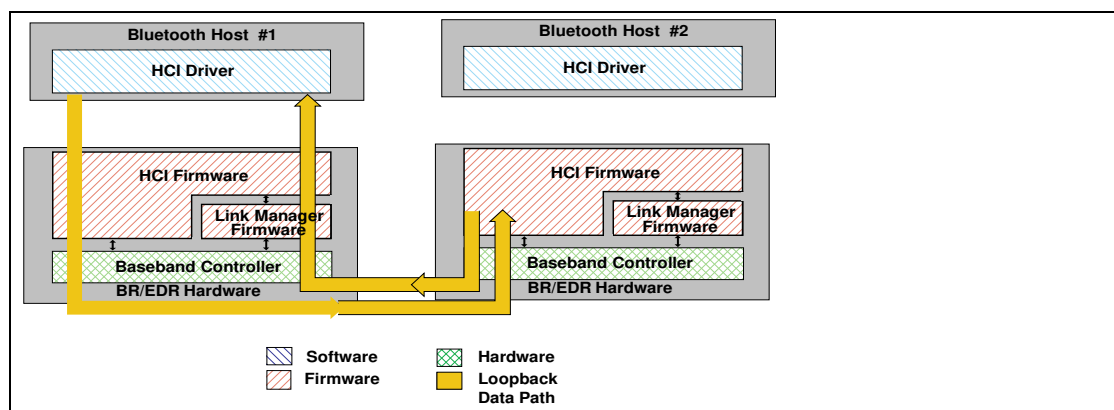 Bluetooth Host #1
HCI Driver
HCI Firmware
Link Manager
Firmware
Baseband Controller
BR/EDR Hardware
Bluetooth Host #2
HCI Driver
HCI Firmware
Link Manager
Firmware
Baseband Controller
BR/EDR Hardware
Software
Firmware
Hardware
Loopback
Data Path